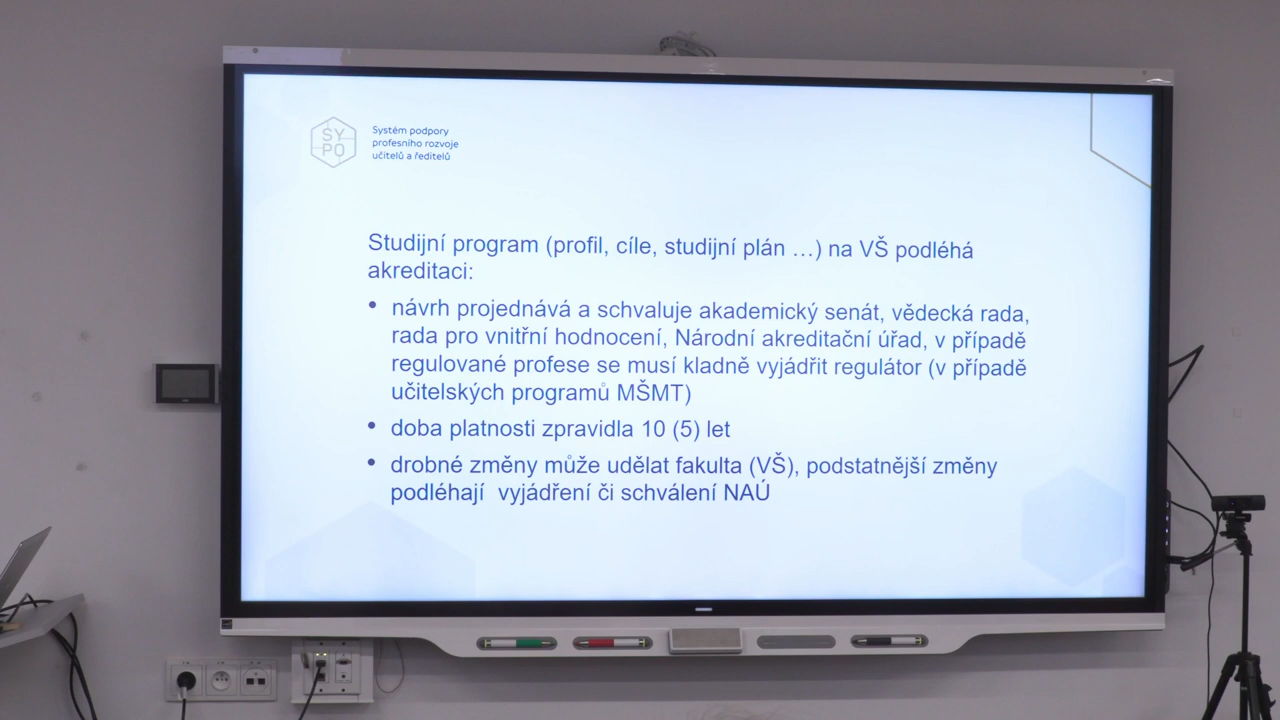 SY
PO
Systém podpory
profesního rozvoje
učitelů a ředitelů
Studijní program (profil, cíle, studijní plán …) na VŠ podléhá
akreditaci:
• návrh projednává a schvaluje akademický senát, vědecká rada,
rada pro vnitřní hodnocení, Národní akreditační úřad, v případě
regulované profese se musí kladně vyjádřit regulátor (v případě
učitelských programů MŠMT)
• doba platnosti zpravidla 10 (5) let
• drobné změny může udělat fakulta (VŠ), podstatnější změny
podléhají  vyjádření či schválení NAÚ